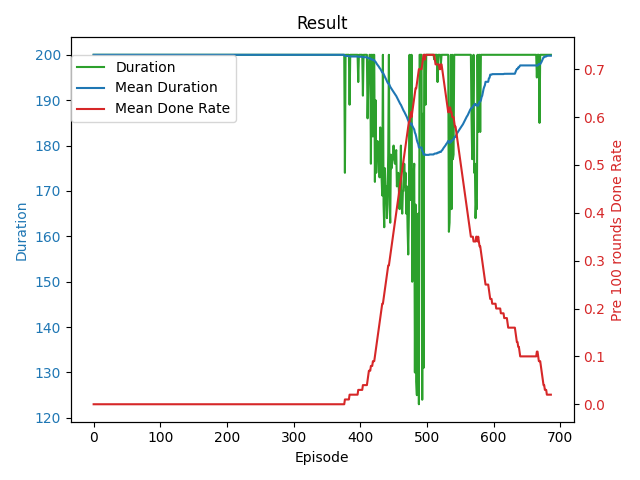 Result
Duration
Mean Duration
Mean Done Rate
200
190
180
170
160
150
140
130
120
Duration
0.7
0.6
0.5
0.4
0.3
0.2
0.1
0.0
Pre 100 rounds Done Rate
0 100 200 300 400 500 600 700
Episode